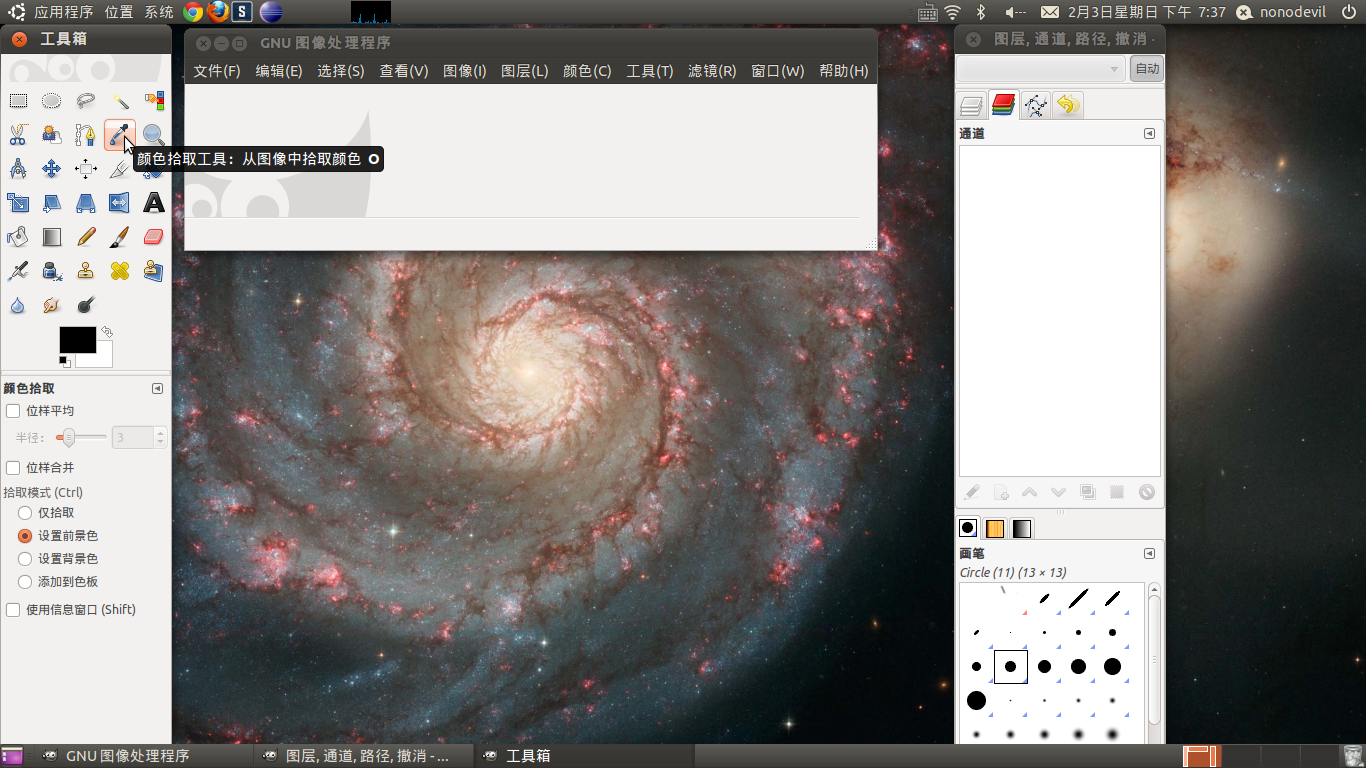 应用程序 位置 系统
2月3日星期日 下午 7:37
nonodevil
工具箱
GNU 图像处理程序
文件(F) 编辑(E) 选择(S) 查看(V) 图像(I) 图层(L) 颜色(C) 工具(T) 滤镜(R) 窗口(W) 帮助(H)
颜色拾取工具：从图像中拾取颜色 O
颜色拾取
位样平均
半径: 3
位样合并
拾取模式 (Ctrl)
仅拾取
设置前景色
设置背景色
添加到色板
使用信息窗口 (Shift)
图层, 通道, 路径, 撤消 -
自动
通道
画笔
Circle (11) (13 × 13)
GNU 图像处理程序
图层, 通道, 路径, 撤消 - ...
工具箱